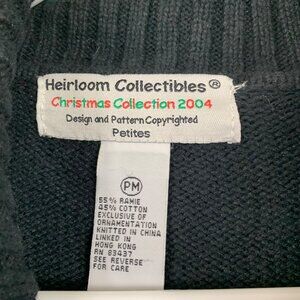 Heirloom Collectibles®
Christmas Collection 2004
Design and Pattern Copyrighted
Petites
PM
55% RAMIE
45% COTTON
EXCLUSIVE OF
ORNAMENTATION
KNITTED IN CHINA
LINKED IN
HONG KONG
RN 83437
SEE REVERSE
FOR CARE